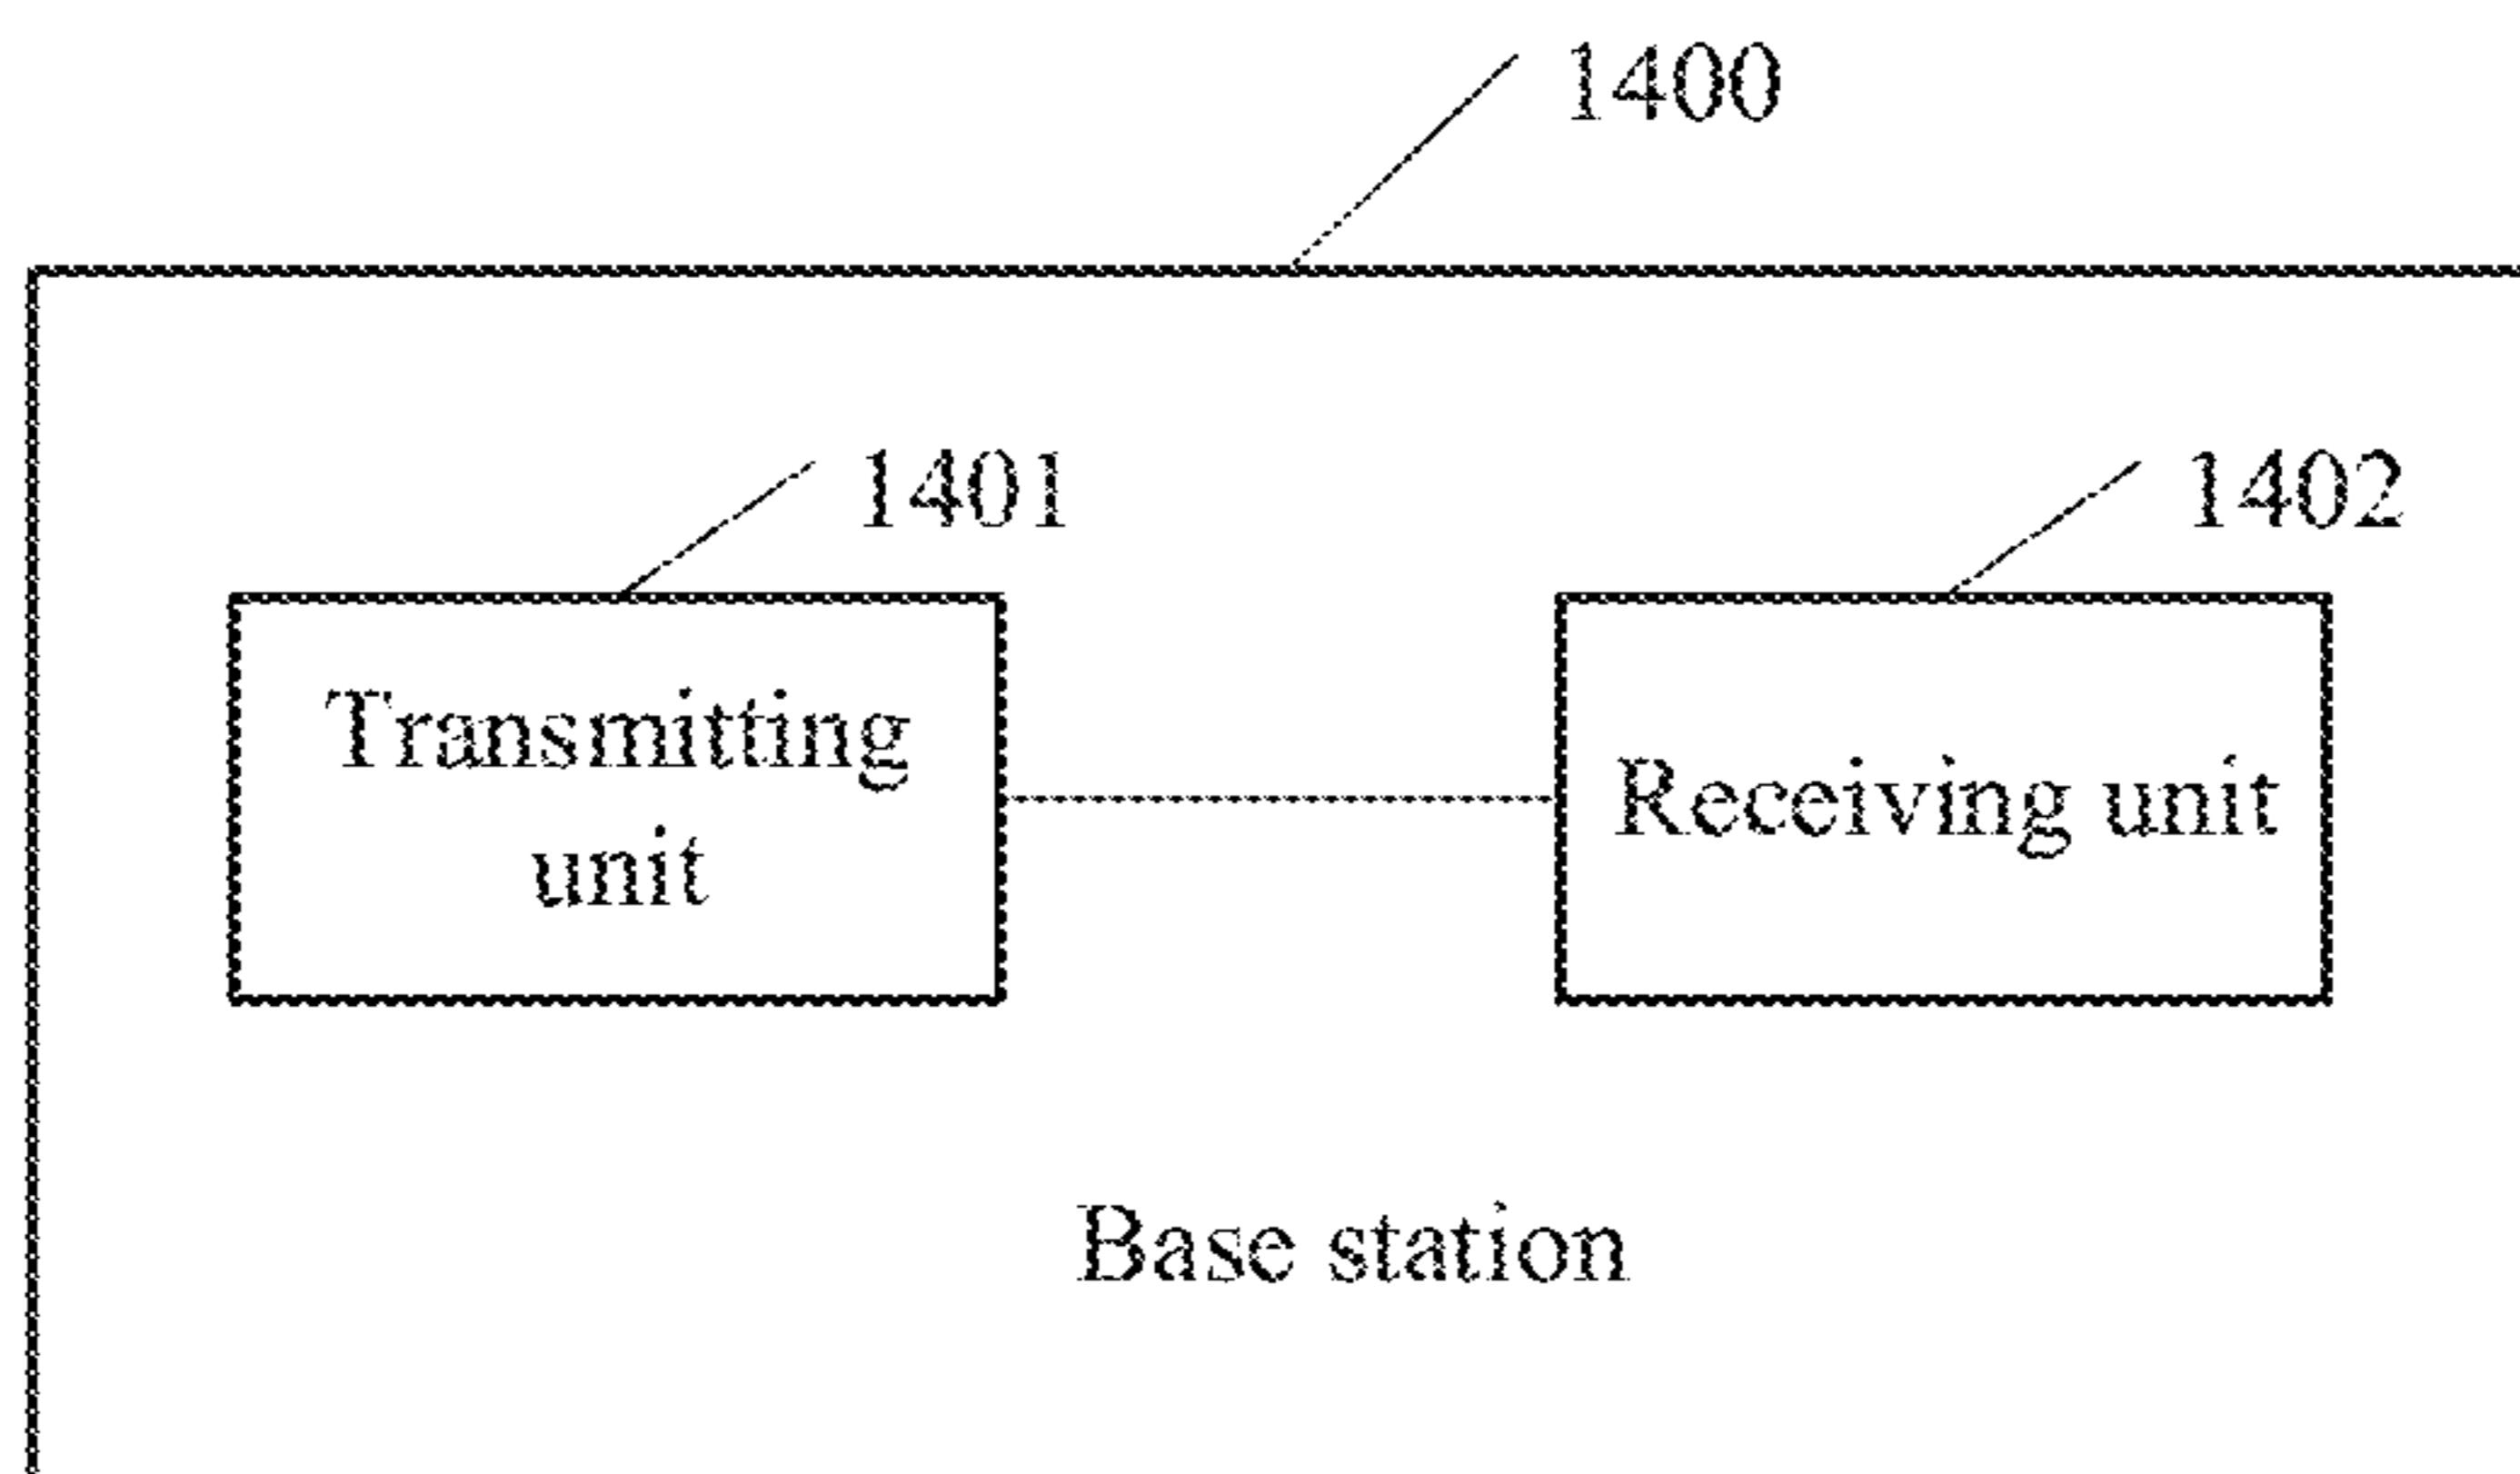 1400
1401
1402
Transmitting
unit
Receiving unit
Base station